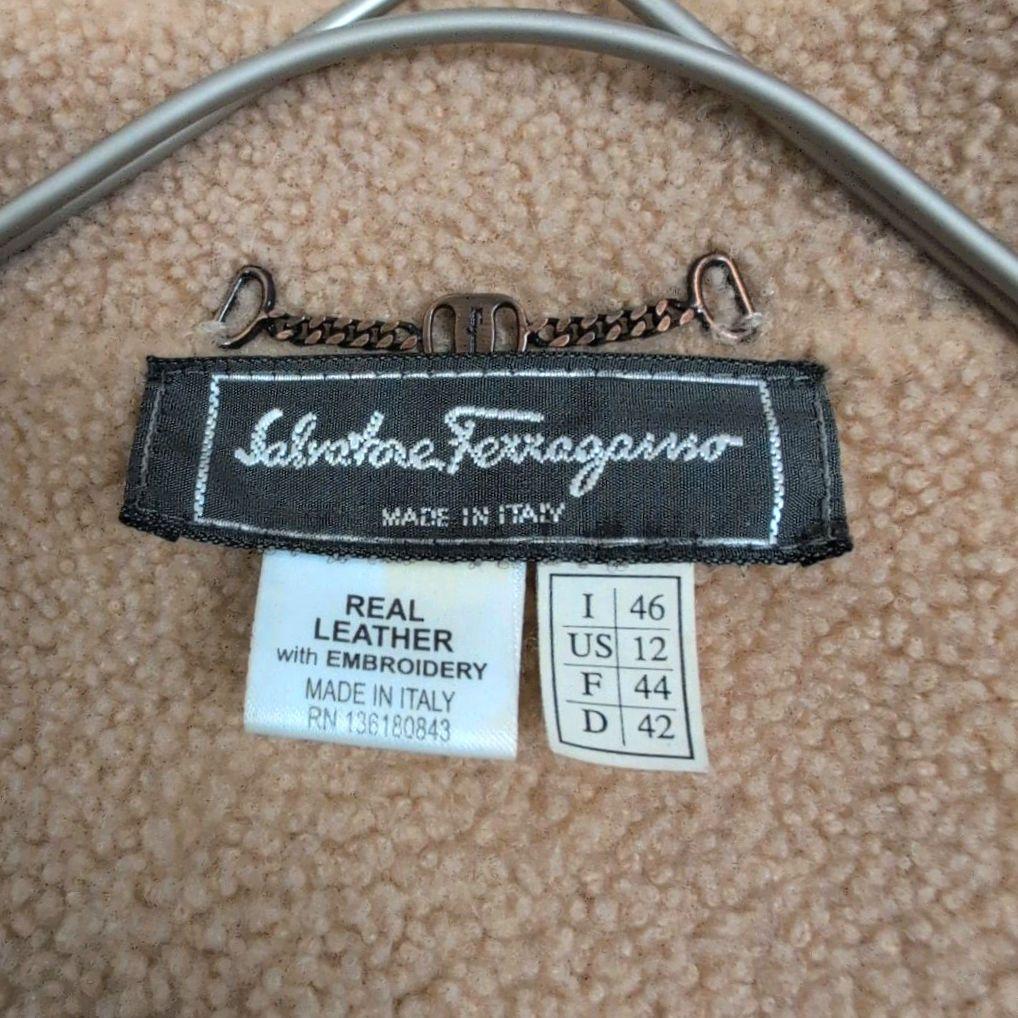 Salvatore Ferragamo
MADE IN ITALY
REAL
LEATHER
with EMBROIDERY
MADE IN ITALY
RN 136180843
I 46
US 12
F 44
D 42